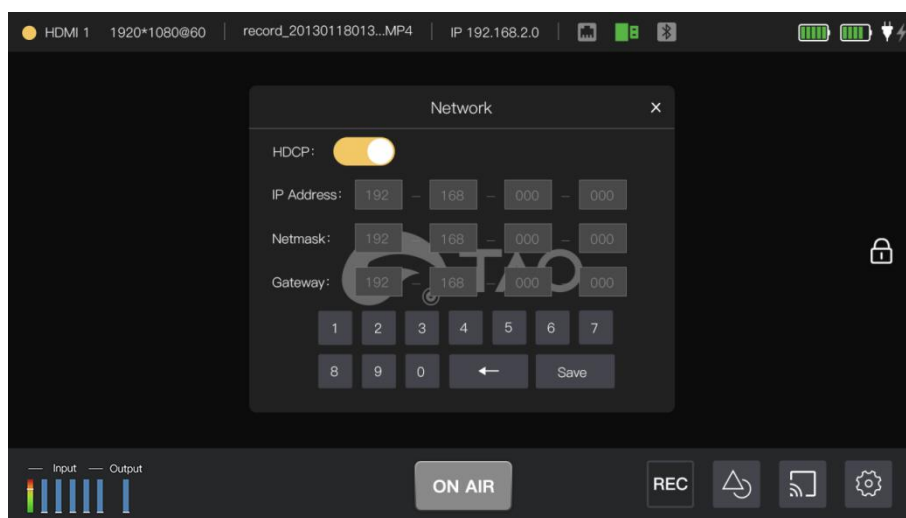 HDMI 1 1920*1080@60 record_20130118013...MP4 IP 192.168.2.0
Network ×
HDCP:
IP Address: 192 – 168 – 000 – 000
Netmask: 192 – 168 – 000 – 000
Gateway: 192 – 168 – 000 – 000
TAO
1 2 3 4 5 6 7
8 9 0 ← Save
Input Output
ON AIR
REC